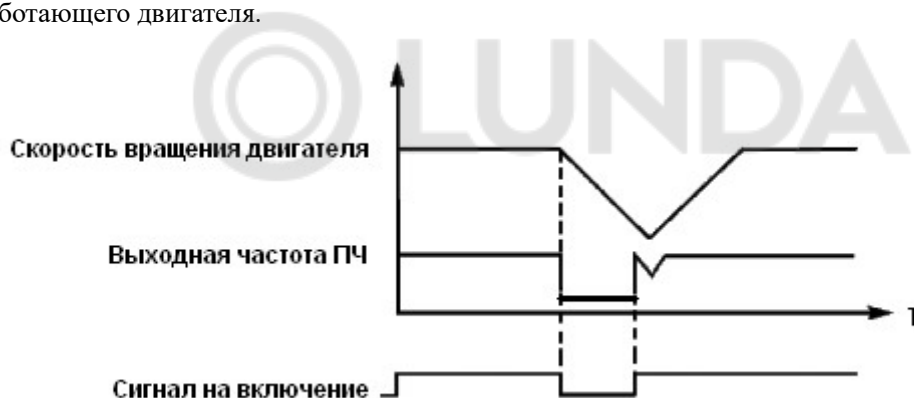 ботающего двигателя.
LUNDA
Скорость вращения двигателя
Выходная частота ПЧ
T
Сигнал на включение